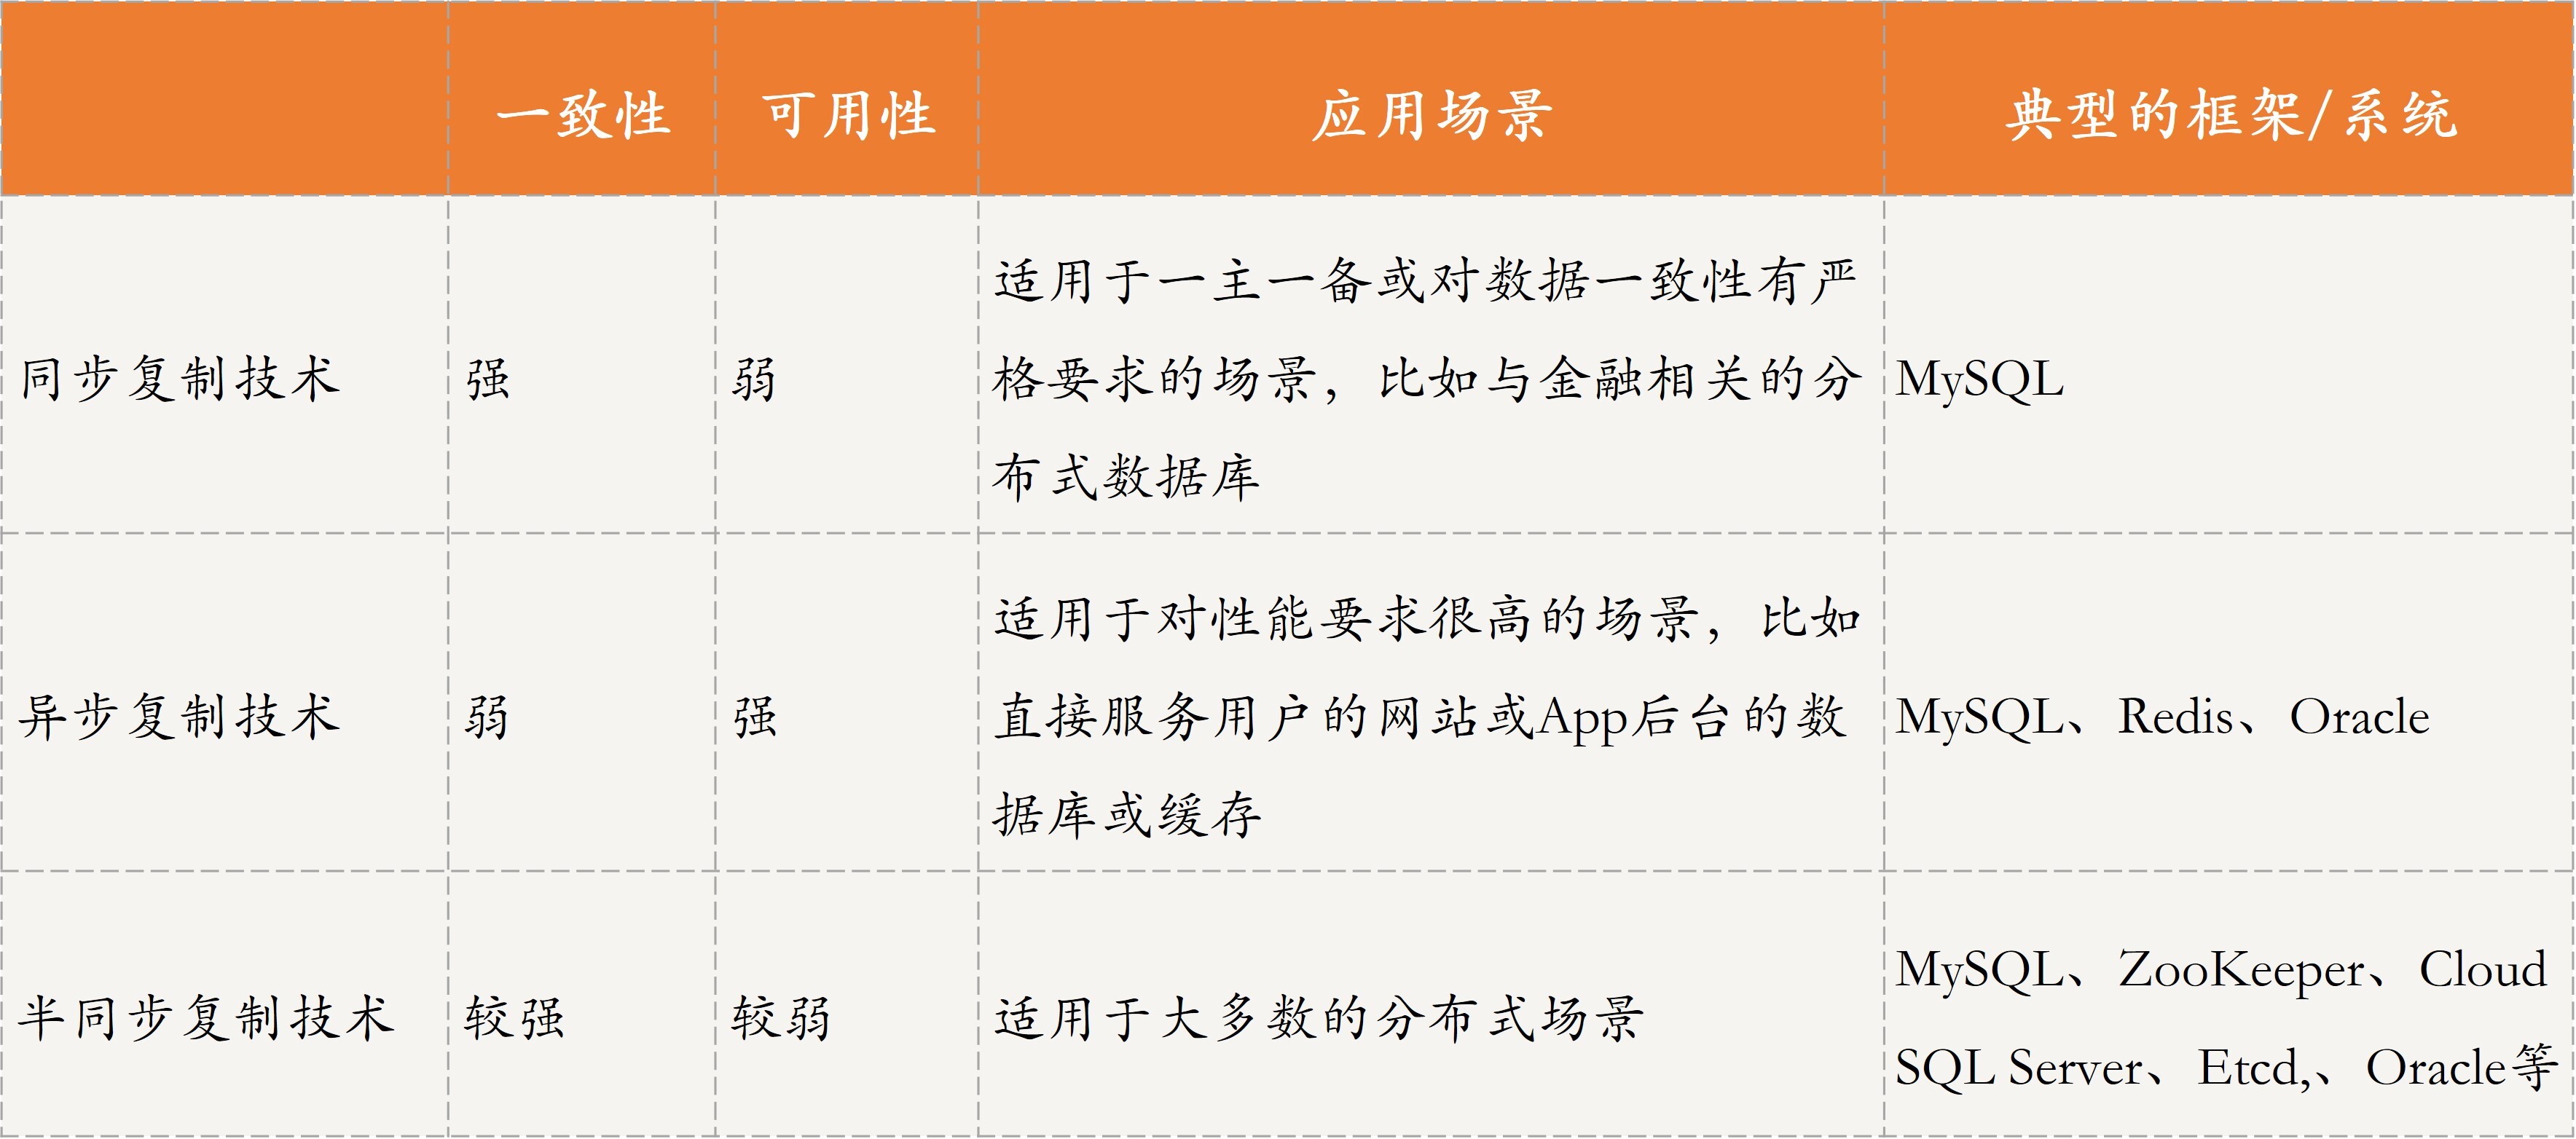 一致性 可用性 应用场景 典型的框架/系统
适用于一主一备或对数据一致性有严
同步复制技术 强 弱 格要求的场景，比如与金融相关的分 MySQL
布式数据库
适用于对性能要求很高的场景，比如
异步复制技术 弱 强 直接服务用户的网站或App后台的数 MySQL、Redis、Oracle
据库或缓存
半同步复制技术 较强 较弱 适用于大多数的分布式场景
MySQL、ZooKeeper、Cloud
SQL Server、Etcd,、Oracle等